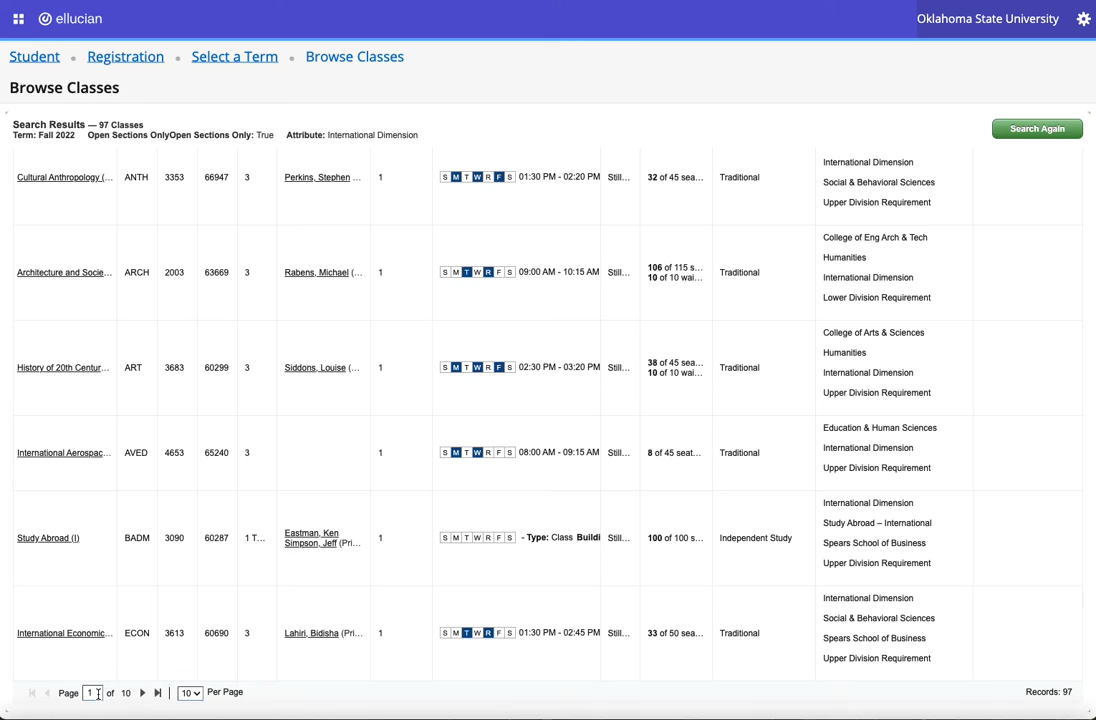 ellucian
Oklahoma State University
Student • Registration • Select a Term • Browse Classes
Browse Classes
Search Results — 97 Classes
Term: Fall 2022 Open Sections OnlyOpen Sections Only: True Attribute: International Dimension
Search Again
Cultural Anthropology (... ANTH 3353 66947 3 Perkins, Stephen ... 1 S M T W R F S 01:30 PM - 02:20 PM Still... 32 of 45 sea... Traditional
International Dimension
Social & Behavioral Sciences
Upper Division Requirement
Architecture and Socie... ARCH 2003 63669 3 Rabens, Michael (... 1 S M T W R F S 09:00 AM - 10:15 AM Still... 106 of 115 s...
10 of 10 wai... Traditional
College of Eng Arch & Tech
Humanities
International Dimension
Lower Division Requirement
History of 20th Centur... ART 3683 60299 3 Siddons, Louise (... 1 S M T W R F S 02:30 PM - 03:20 PM Still... 38 of 45 sea...
10 of 10 wai... Traditional
College of Arts & Sciences
Humanities
International Dimension
Upper Division Requirement
International Aerospac... AVED 4653 65240 3 1 S M T W R F S 08:00 AM - 09:15 AM Still... 8 of 45 seat... Traditional
Education & Human Sciences
International Dimension
Upper Division Requirement
Study Abroad (I) BADM 3090 60287 1 T... Eastman, Ken
Simpson, Jeff (Pri... 1 S M T W R F S - Type: Class Buildi Still... 100 of 100 s... Independent Study
International Dimension
Study Abroad – International
Spears School of Business
Upper Division Requirement
International Economic... ECON 3613 60690 3 Lahiri, Bidisha (Pri... 1 S M T W R F S 01:30 PM - 02:45 PM Still... 33 of 50 sea... Traditional
International Dimension
Social & Behavioral Sciences
Spears School of Business
Upper Division Requirement
Page 1 of 10 | 10 Per Page
Records: 97